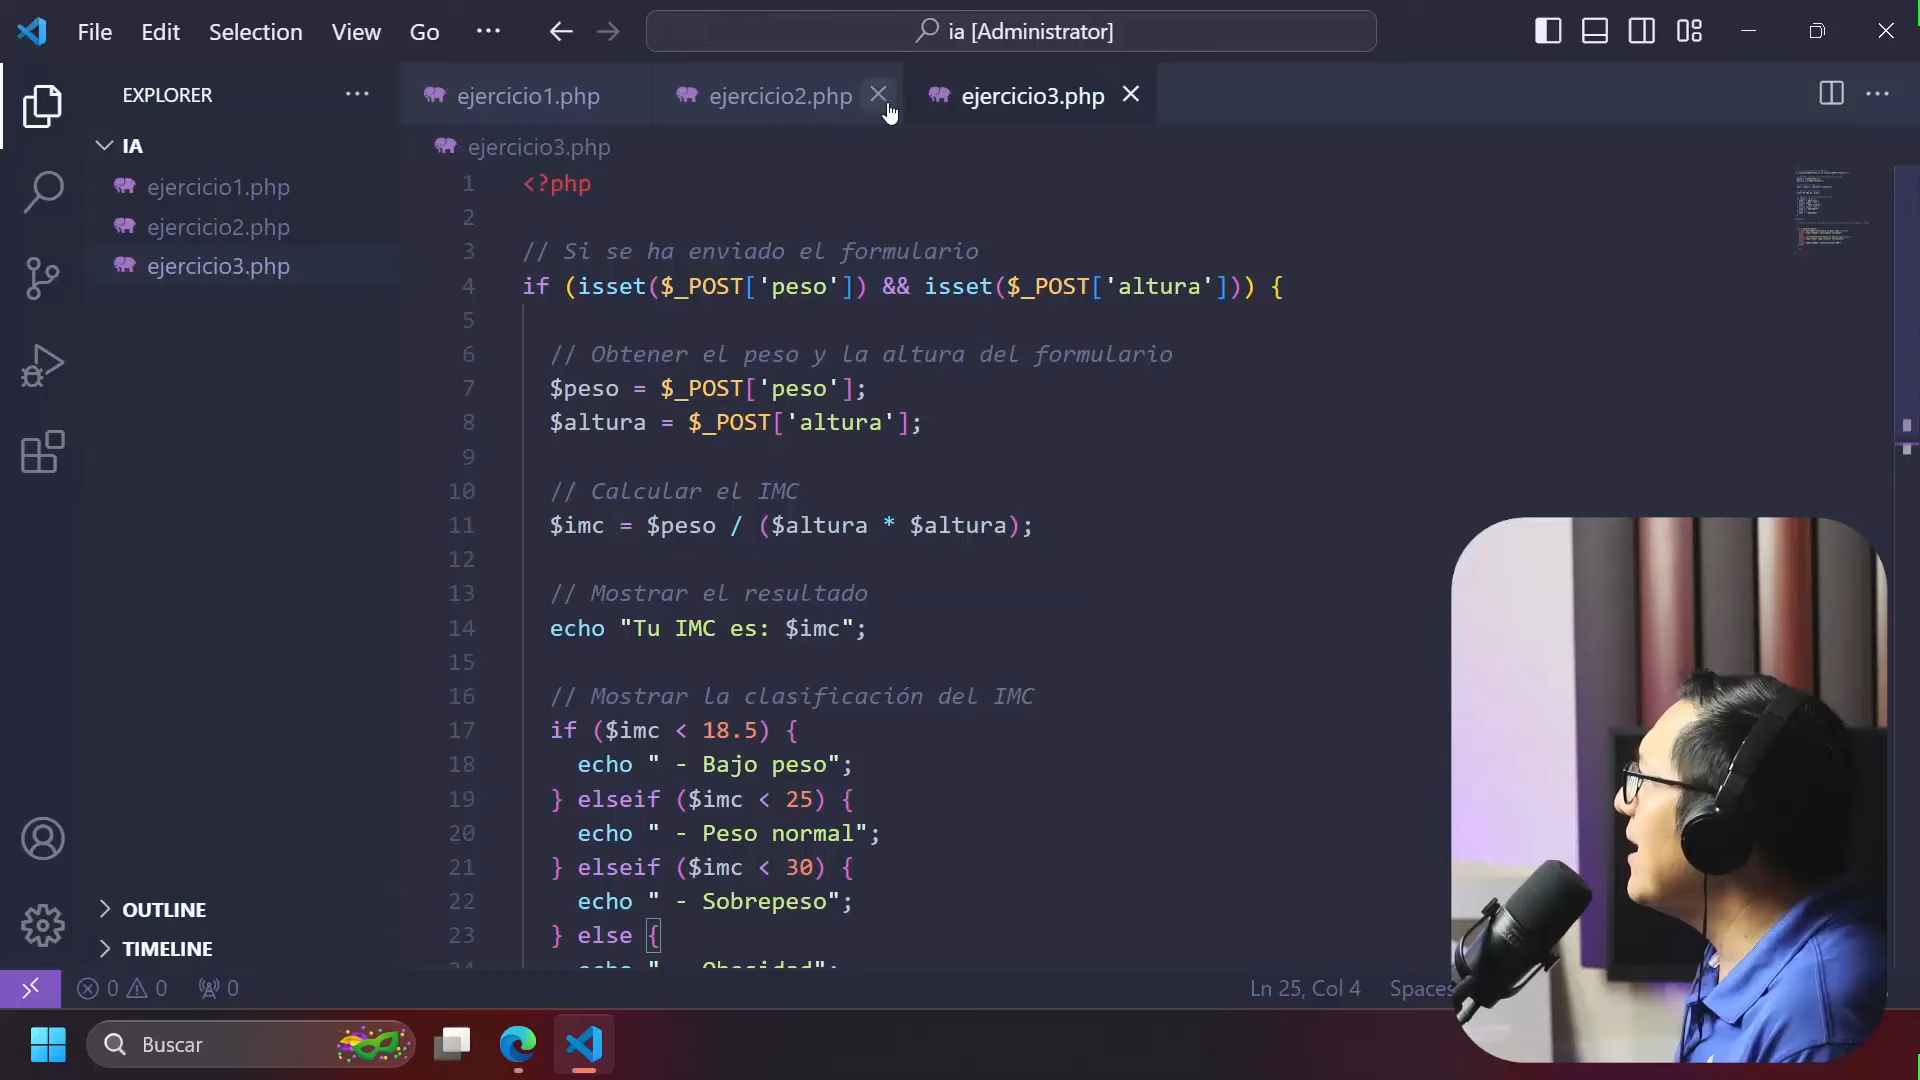 File Edit Selection View Go ia [Administrator]
EXPLORER
IA
ejercicio1.php
ejercicio2.php
ejercicio3.php
OUTLINE
TIMELINE
ejercicio1.php ejercicio2.php ejercicio3.php
ejercicio3.php
1 <?php
2
3 // Si se ha enviado el formulario
4 if (isset($_POST['peso']) && isset($_POST['altura'])) {
5
6 // Obtener el peso y la altura del formulario
7 $peso = $_POST['peso'];
8 $altura = $_POST['altura'];
9
10 // Calcular el IMC
11 $imc = $peso / ($altura * $altura);
12
13 // Mostrar el resultado
14 echo "Tu IMC es: $imc";
15
16 // Mostrar la clasificación del IMC
17 if ($imc < 18.5) {
18 echo " - Bajo peso";
19 } elseif ($imc < 25) {
20 echo " - Peso normal";
21 } elseif ($imc < 30) {
22 echo " - Sobrepeso";
23 } else {
24 echo " - Obesidad";
0 0 0 Ln 25, Col 4 Spaces
Buscar